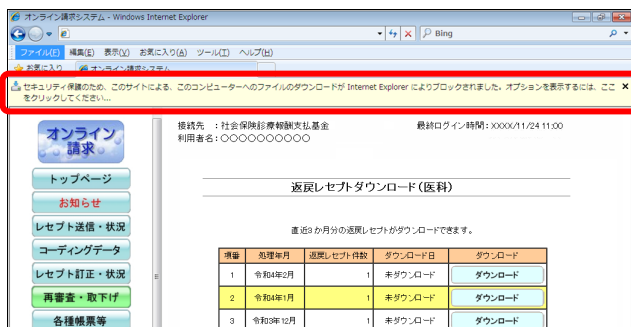 オンライン請求システム - Windows Internet Explorer
Bing
ファイル(F) 編集(E) 表示(V) お気に入り(A) ツール(T) ヘルプ(H)
お気に入り オンライン請求システム
セキュリティ保護のため、このサイトによる、このコンピューターへのファイルのダウンロードが Internet Explorer によりブロックされました。オプションを表示するには、ここ
をクリックしてください...
オンライン
請求
接続先 :社会保険診療報酬支払基金
最終ログイン時間:XXXX/11/24 11:00
利用者名:○○○○○○○○○○
トップページ
お知らせ
レセプト送信・状況
コーディングデータ
レセプト訂正・状況
再審査・取下げ
各種帳票等
返戻レセプトダウンロード(医科)
直近3か月分の返戻レセプトがダウンロードできます。
項番 処理年月 返戻レセプト件数 ダウンロード日 ダウンロード
1 令和4年2月 1 未ダウンロード ダウンロード
2 令和4年1月 1 未ダウンロード ダウンロード
3 令和3年12月 1 未ダウンロード ダウンロード